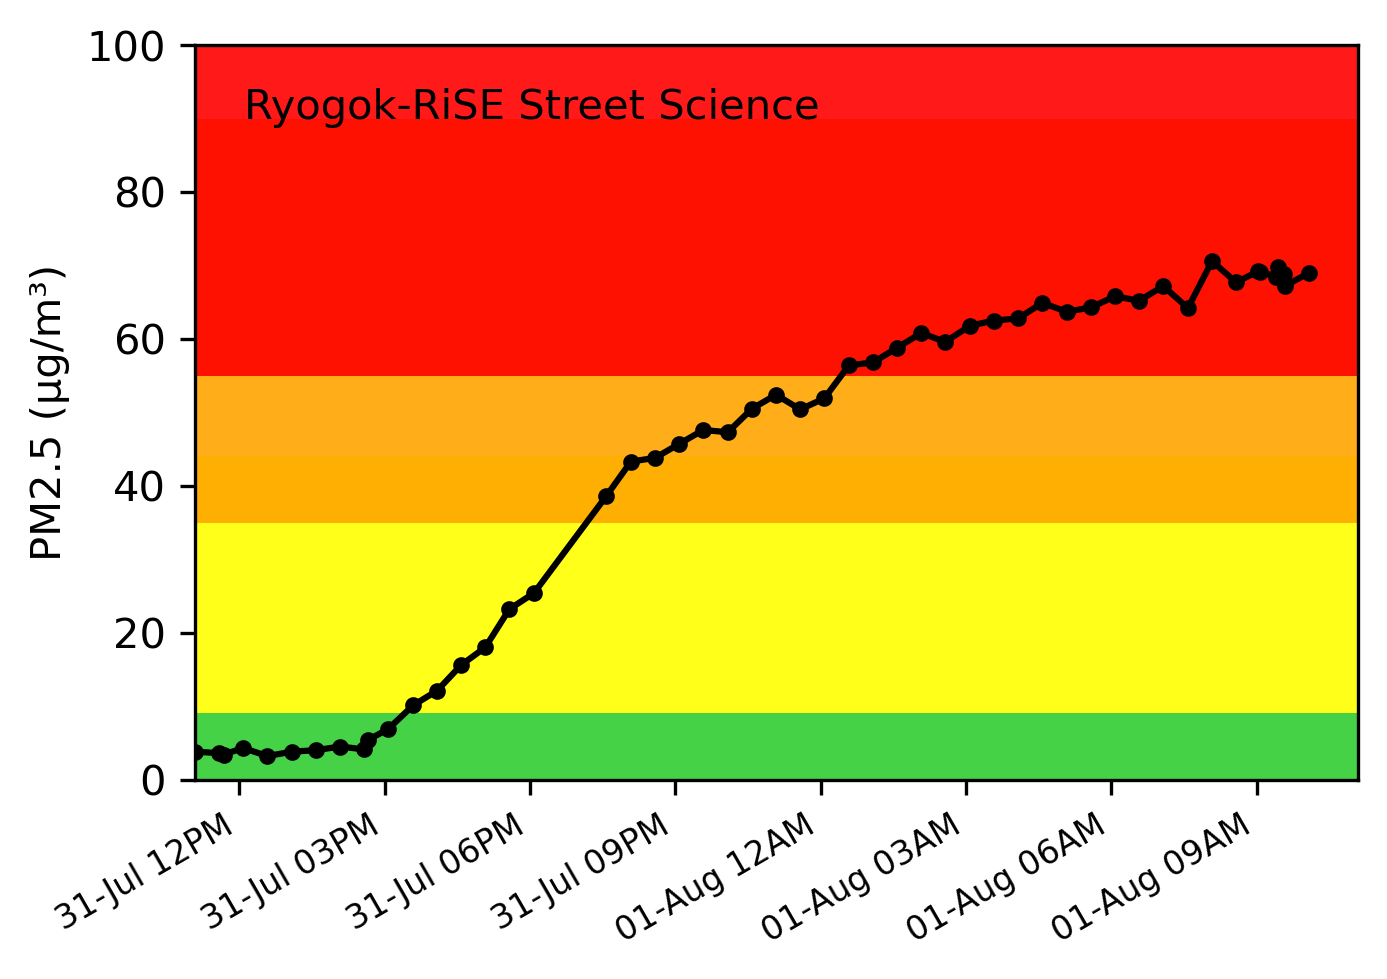 Ryogok-RiSE Street Science
PM2.5 (µg/m³)
100
80
60
40
20
0
31-Jul 12PM
31-Jul 03PM
31-Jul 06PM
31-Jul 09PM
01-Aug 12AM
01-Aug 03AM
01-Aug 06AM
01-Aug 09AM